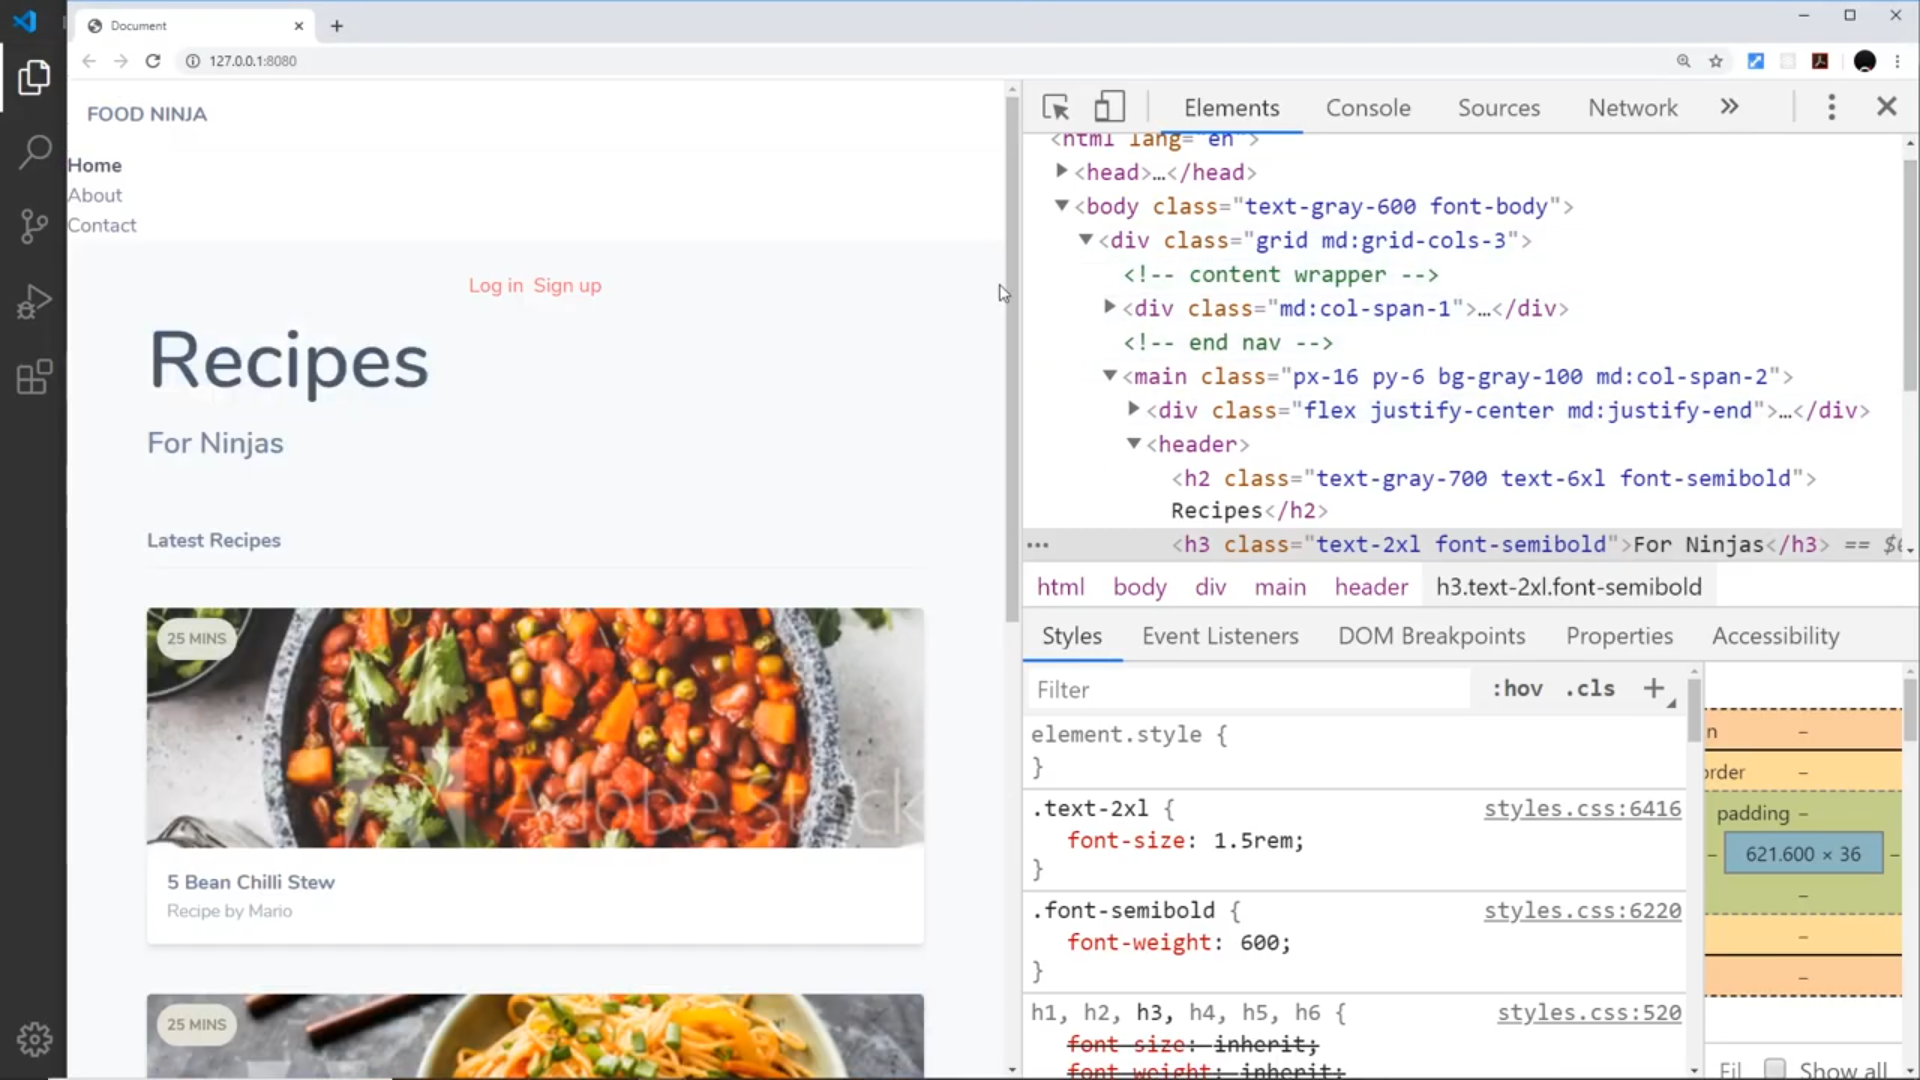 Document
127.0.0.1:8080
FOOD NINJA
Home
About
Contact
Log in Sign up
Recipes
For Ninjas
Latest Recipes
25 MINS
Adobe Stock
5 Bean Chilli Stew
Recipe by Mario
25 MINS
Elements Console Sources Network
<html lang="en">
<head>…</head>
<body class="text-gray-600 font-body">
<div class="grid md:grid-cols-3">
<!-- content wrapper -->
<div class="md:col-span-1">…</div>
<!-- end nav -->
<main class="px-16 py-6 bg-gray-100 md:col-span-2">
<div class="flex justify-center md:justify-end">…</div>
<header>
<h2 class="text-gray-700 text-6xl font-semibold">
Recipes</h2>
<h3 class="text-2xl font-semibold">For Ninjas</h3> ==
html body div main header h3.text-2xl.font-semibold
Styles Event Listeners DOM Breakpoints Properties Accessibility
Filter :hov .cls +
element.style {
}
.text-2xl { styles.css:6416
font-size: 1.5rem;
}
.font-semibold { styles.css:6220
font-weight: 600;
}
h1, h2, h3, h4, h5, h6 { styles.css:520
font-size: inherit;
font-weight: inherit;
n –
order –
padding –
– 621.600 × 36 –
–
–
–
Fil Show all